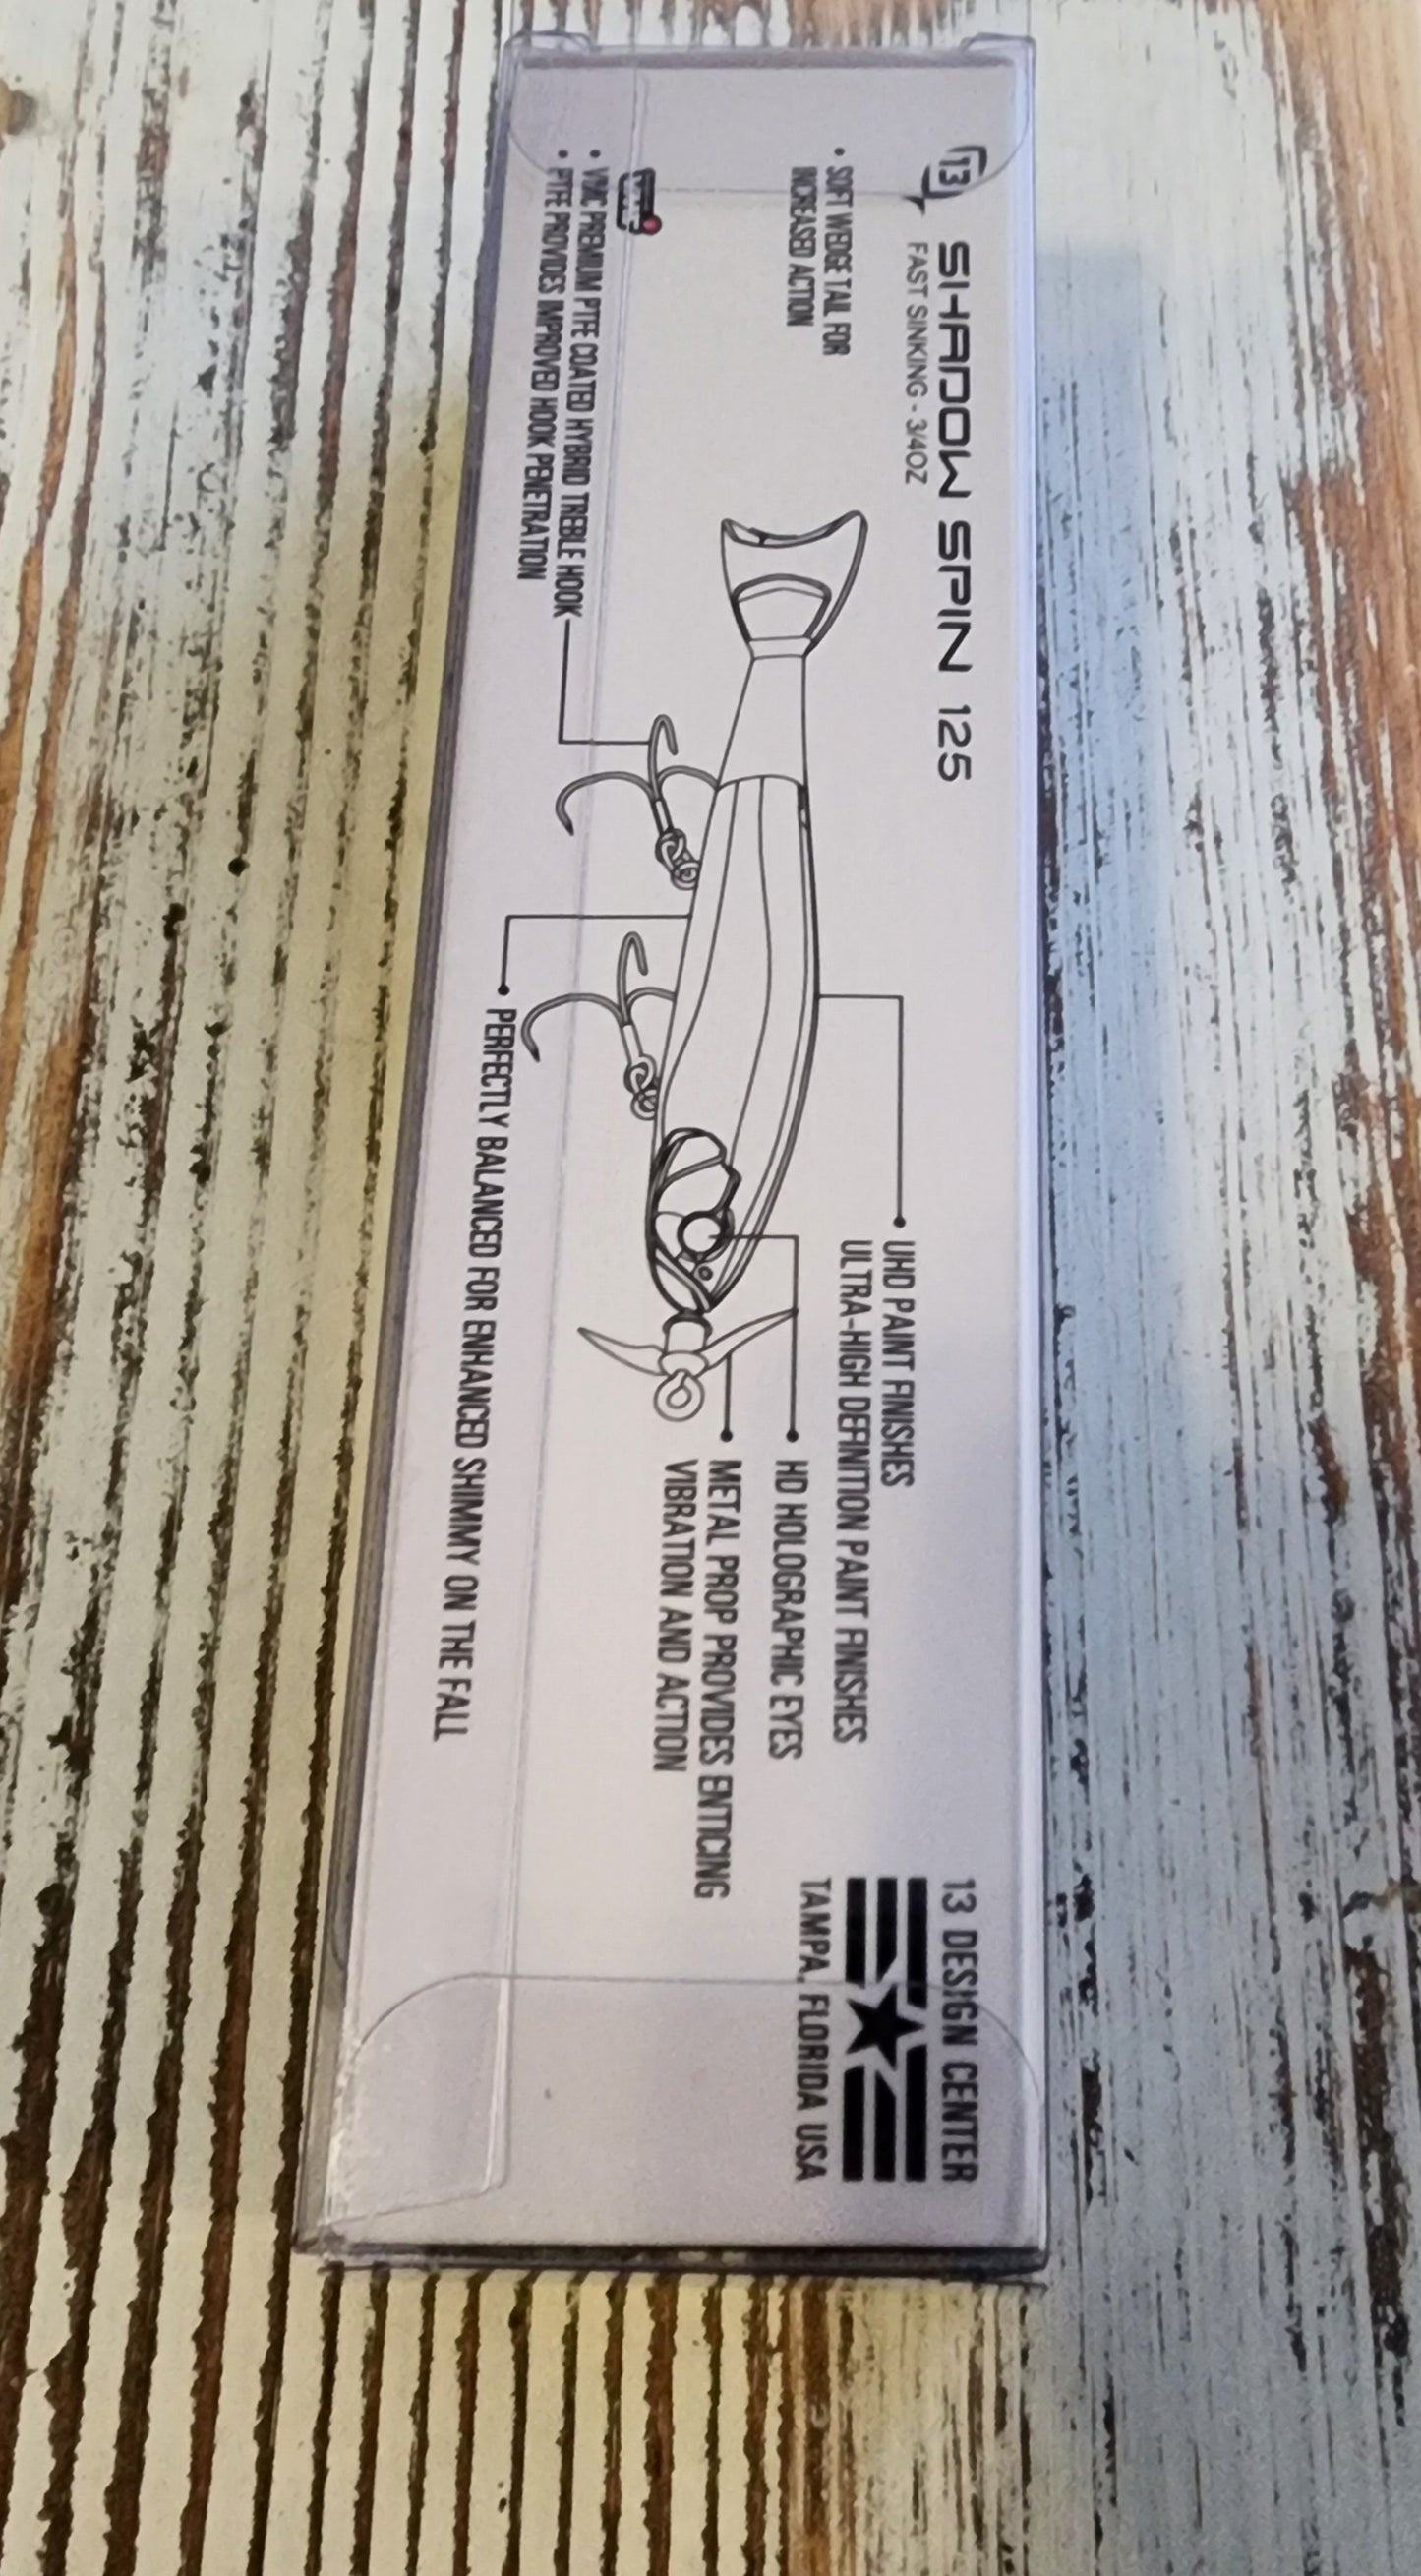 13
SHADOW SPIN 125
FAST SINKING - 3/4OZ
13 DESIGN CENTER
TAMPA, FLORIDA USA
• SOFT WEDGE TAIL FOR
INCREASED ACTION
• UHD PAINT FINISHES
ULTRA-HIGH DEFINITION PAINT FINISHES
• HD HOLOGRAPHIC EYES
• METAL PROP PROVIDES ENTICING
VIBRATION AND ACTION
• VMC PREMIUM PTFE COATED HYBRID TREBLE HOOK
• PTFE PROVIDES IMPROVED HOOK PENETRATION
• PERFECTLY BALANCED FOR ENHANCED SHIMMY ON THE FALL